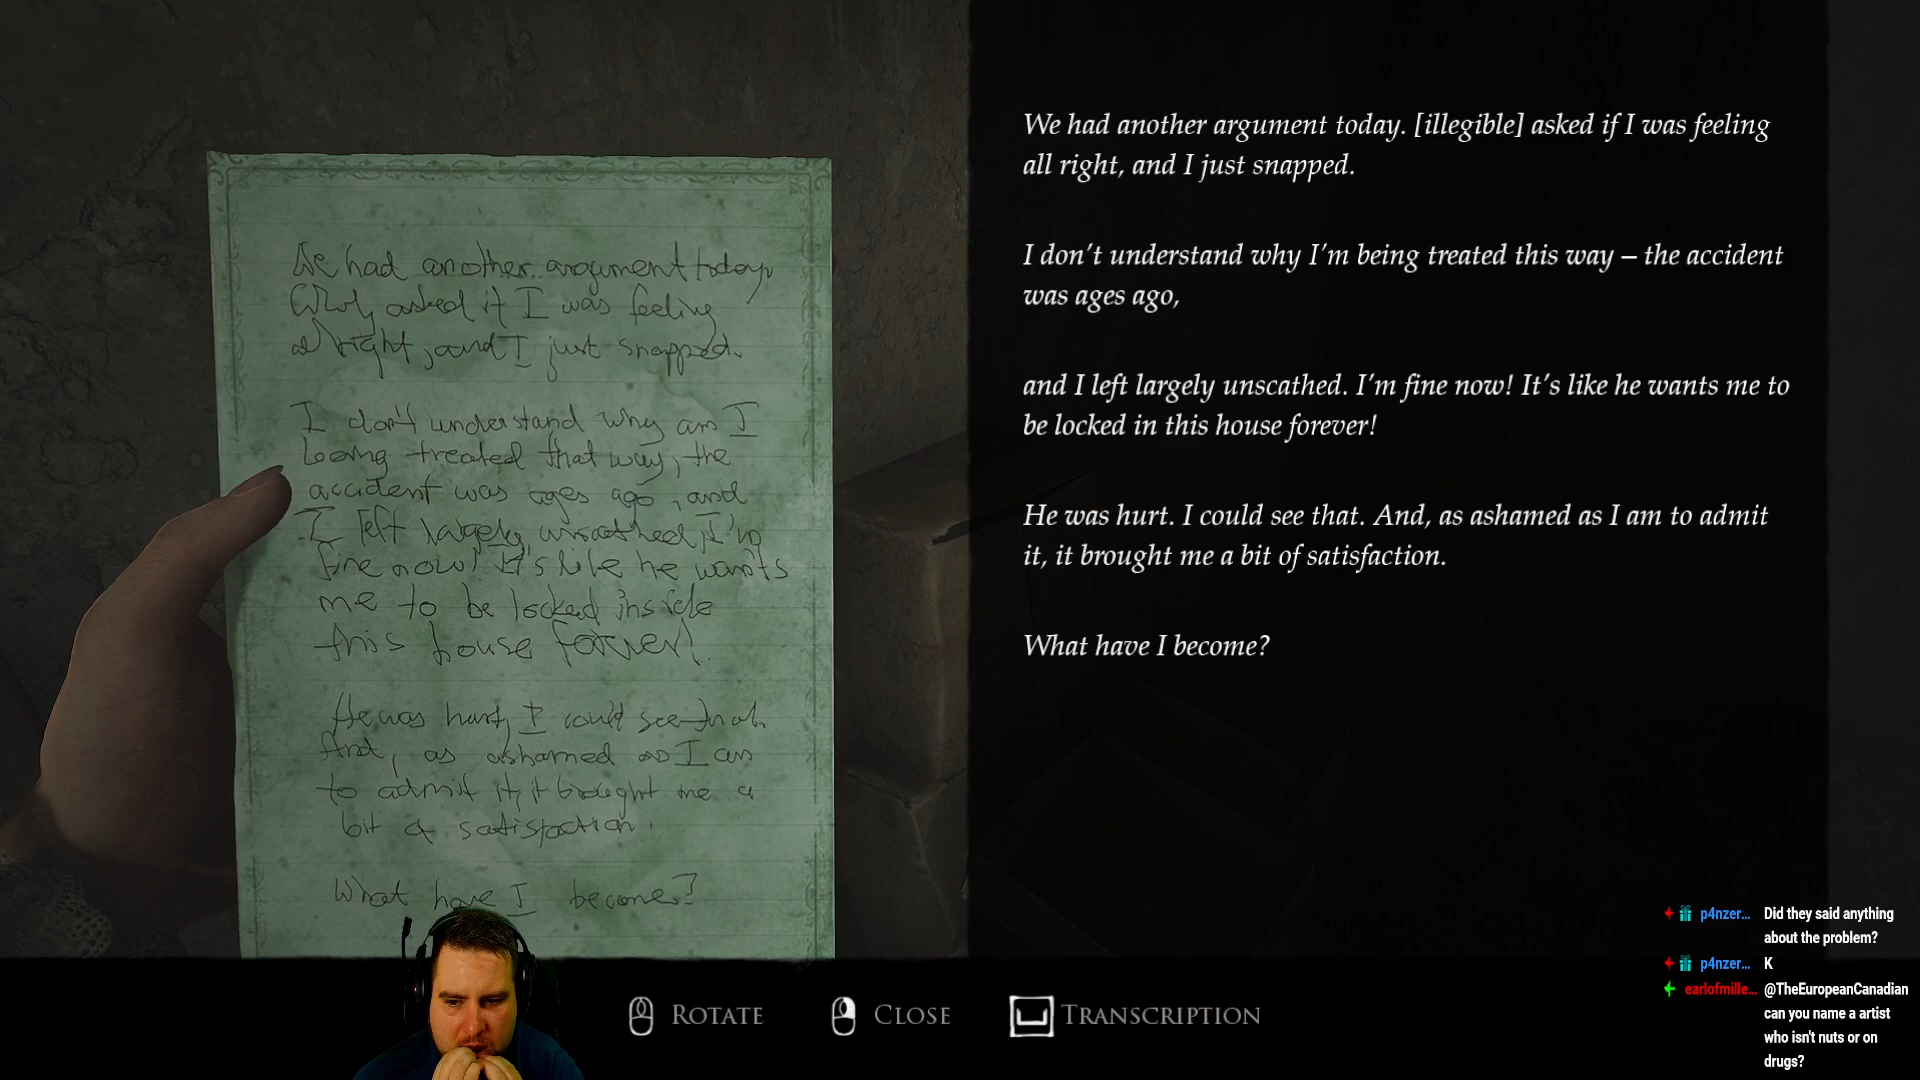 We had another argument today.
asked if I was feeling
all right, and I just snapped.
I don't understand why am I
being treated that way, the
accident was ages ago, and
I left largely unscathed, I'm
fine now! It's like he wants
me to be locked inside
this house forever!
He was hurt, I could see that.
And, as ashamed as I am
to admit it, it brought me a
bit of satisfaction.
What have I become?
We had another argument today. [illegible] asked if I was feeling
all right, and I just snapped.
I don't understand why I'm being treated this way – the accident
was ages ago,
and I left largely unscathed. I'm fine now! It's like he wants me to
be locked in this house forever!
He was hurt. I could see that. And, as ashamed as I am to admit
it, it brought me a bit of satisfaction.
What have I become?
p4nzer... Did they said anything
about the problem?
p4nzer... K
earlofmille... @TheEuropeanCanadian
can you name a artist
who isn't nuts or on
drugs?
ROTATE CLOSE TRANSCRIPTION